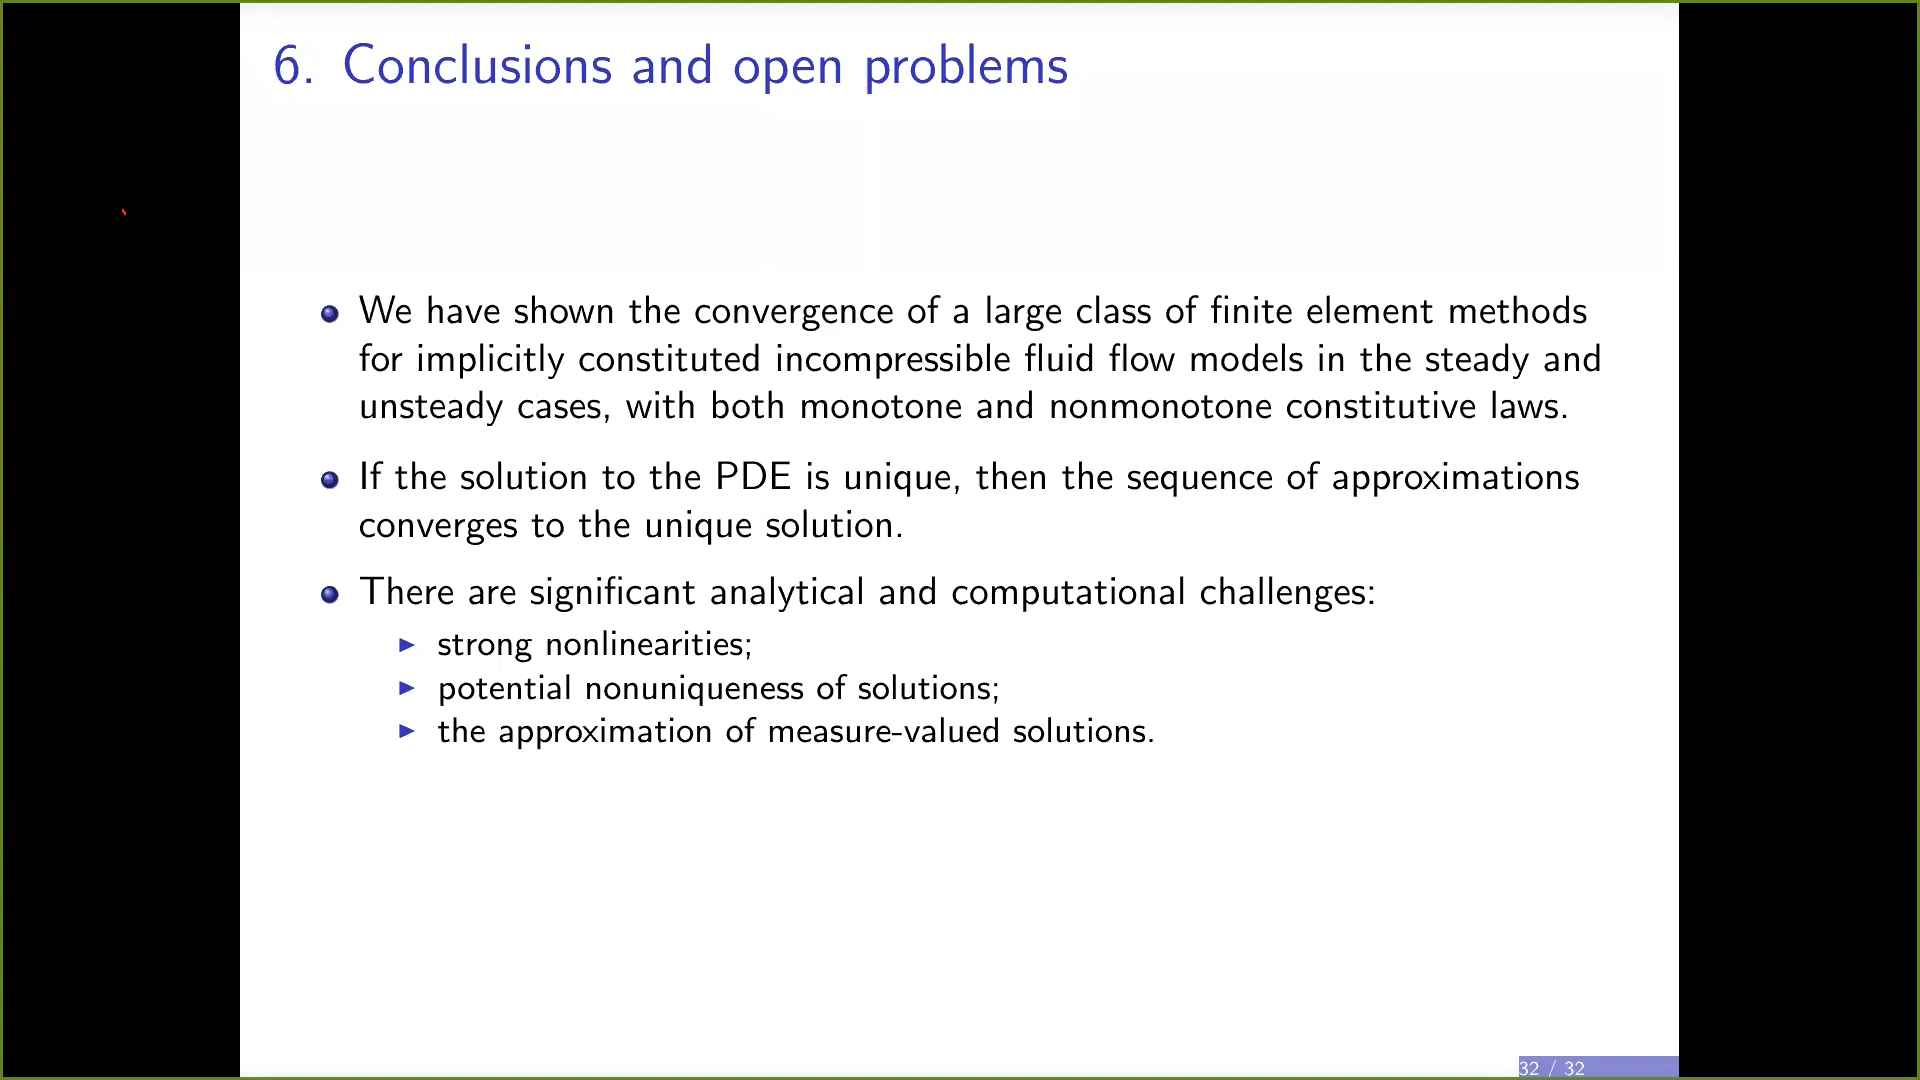 6. Conclusions and open problems
We have shown the convergence of a large class of finite element methods
for implicitly constituted incompressible fluid flow models in the steady and
unsteady cases, with both monotone and nonmonotone constitutive laws.
If the solution to the PDE is unique, then the sequence of approximations
converges to the unique solution.
There are significant analytical and computational challenges:
strong nonlinearities;
potential nonuniqueness of solutions;
the approximation of measure-valued solutions.
32 / 32